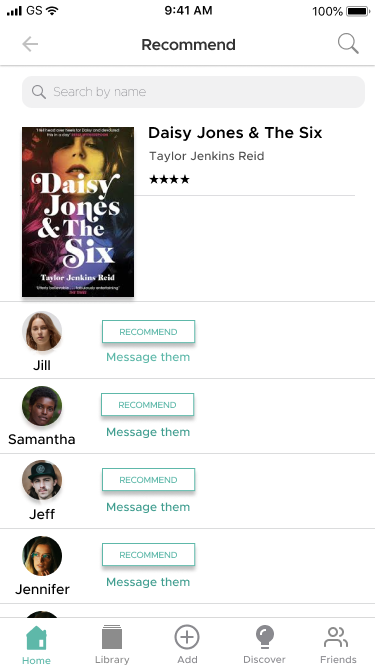 GS
9:41 AM
100%
Recommend
Search by name
Daisy
Jones
& The
Six
Taylor Jenkins Reid
Daisy Jones & The Six
Taylor Jenkins Reid
RECOMMEND
Message them
Jill
RECOMMEND
Message them
Samantha
RECOMMEND
Message them
Jeff
RECOMMEND
Message them
Jennifer
Home
Library
Add
Discover
Friends